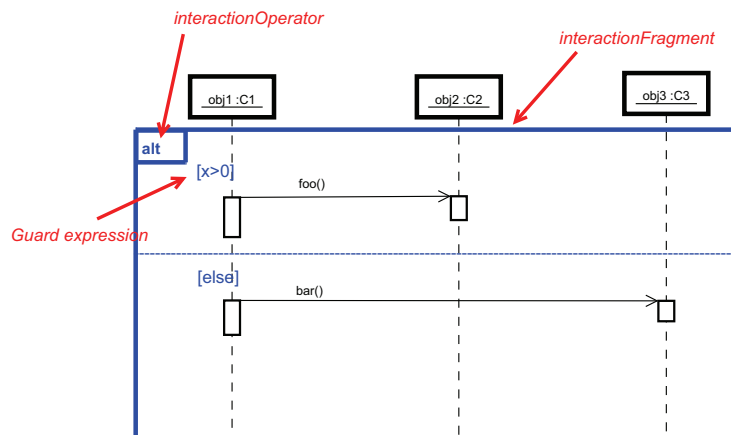 interactionOperator
interactionFragment
obj1 :C1
obj2 :C2
obj3 :C3
alt
[x>0]
foo()
Guard expression
[else]
bar()